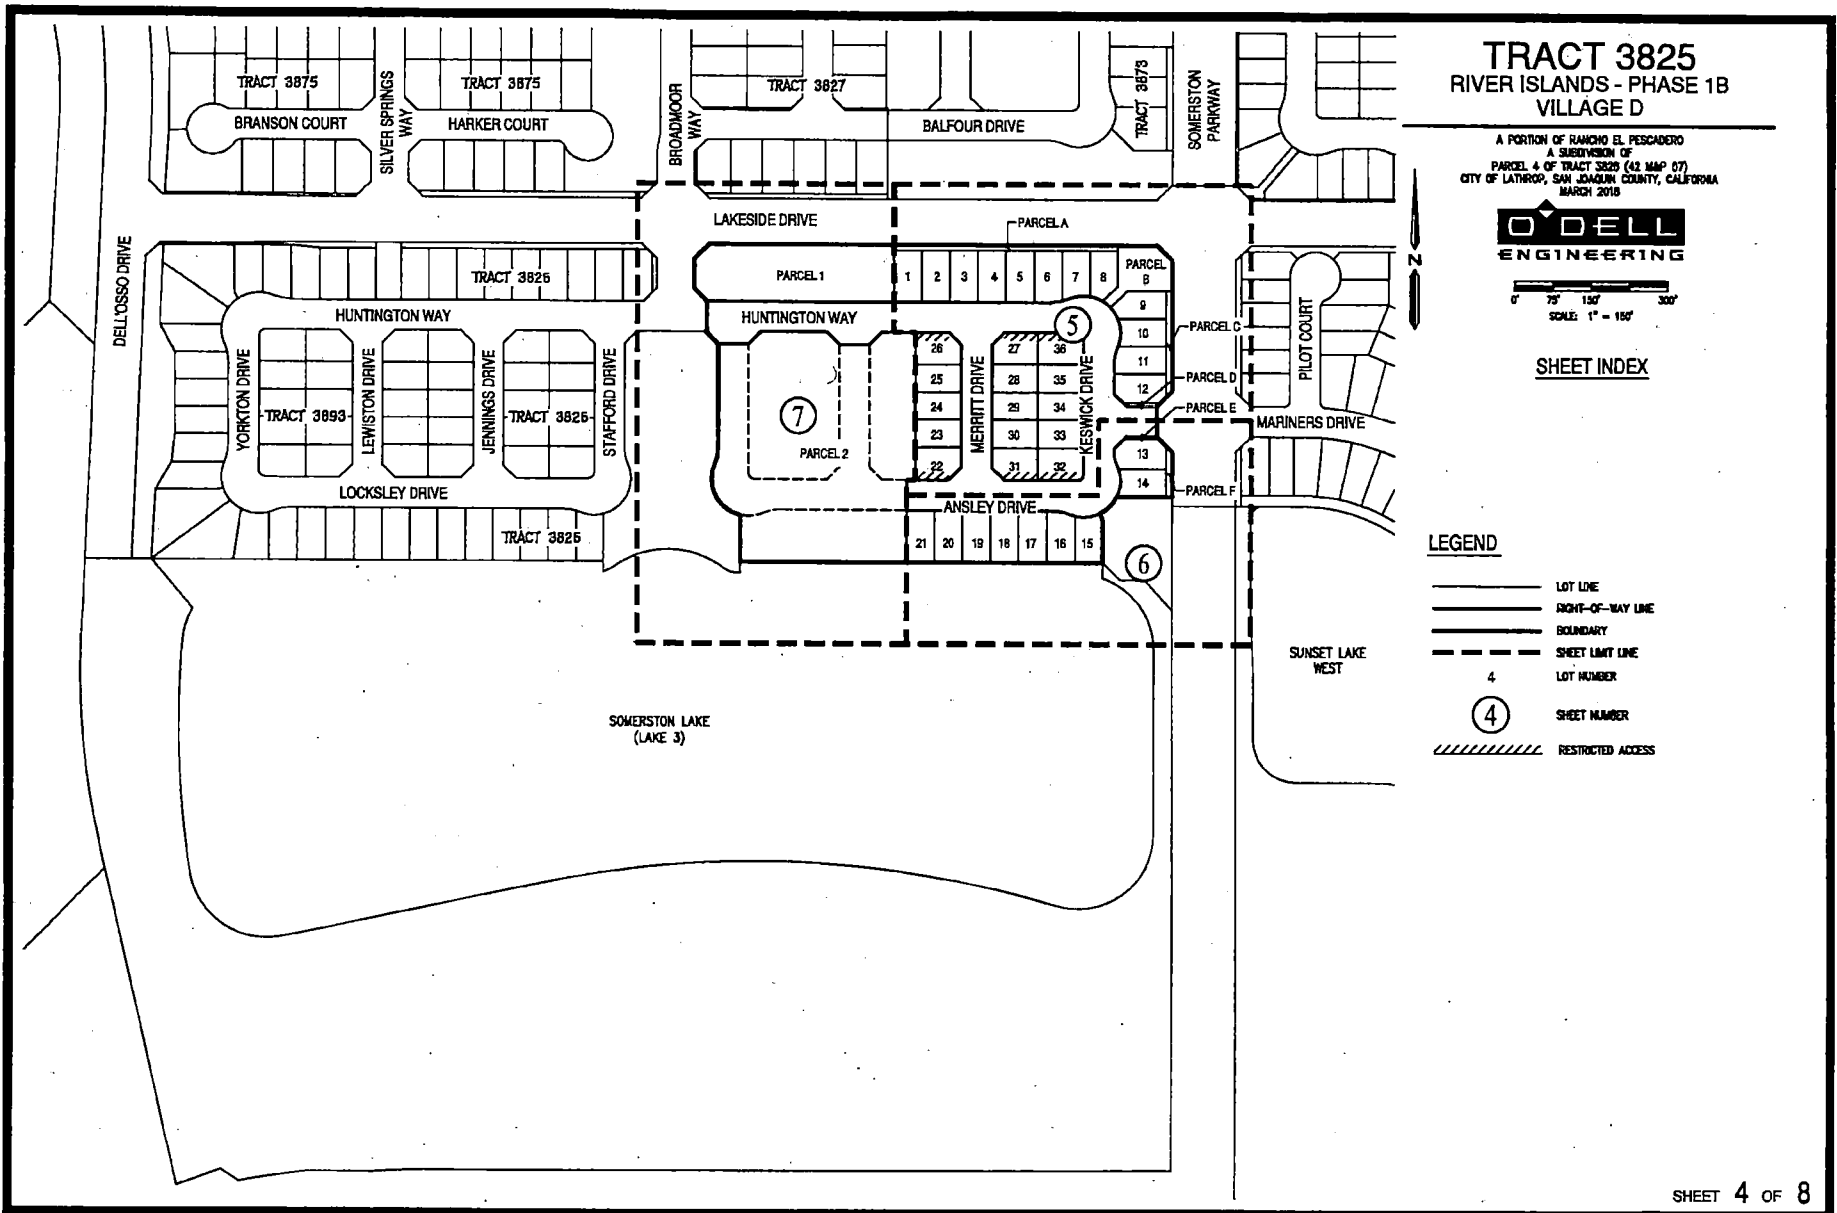 TRACT 3825
RIVER ISLANDS - PHASE 1B
VILLAGE D
A PORTION OF RANCHO EL PESCADERO
A SUBDIVISION OF
CITY OF LATHROP, SAN JOAQUIN COUNTY, CALIFORNIA
O'DELL
ENGINEERING
N
0' 75' 150' 300'
SCALE: 1" = 150'
SHEET INDEX
LEGEND
LOT LINE
RIGHT-OF-WAY LINE
BOUNDARY
SHEET LIMIT LINE
4 LOT NUMBER
4 SHEET NUMBER
RESTRICTED ACCESS
TRACT 3875
TRACT 3875
TRACT 3827
TRACT 3873
BRANSON COURT
SILVER SPRINGS
WAY
HARKER COURT
BROADMOOR
WAY
BALFOUR DRIVE
SOMERSTON
PARKWAY
LAKESIDE DRIVE
PARCEL A
DELL'OSSO DRIVE
PARCEL 1
1 2 3 4 5 6 7 8
PARCEL
B
HUNTINGTON WAY
HUNTINGTON WAY
5
9
10
11
12
PARCEL C
PARCEL D
PARCEL E
PILOT COURT
MARINERS DRIVE
YORKTON DRIVE
TRACT 3893
LEWISTON DRIVE
JENNINGS DRIVE
STAFFORD DRIVE
7
PARCEL 2
26
25
24
23
22
MERRITT DRIVE
27 36
28 35
29 34
30 33
31 32
KESWICK DRIVE
13
14
PARCEL F
LOCKSLEY DRIVE
ANSLEY DRIVE
21 20 19 18 17 16 15
6
SUNSET LAKE
WEST
SOMERSTON LAKE
(LAKE 3)
SHEET 4 OF 8